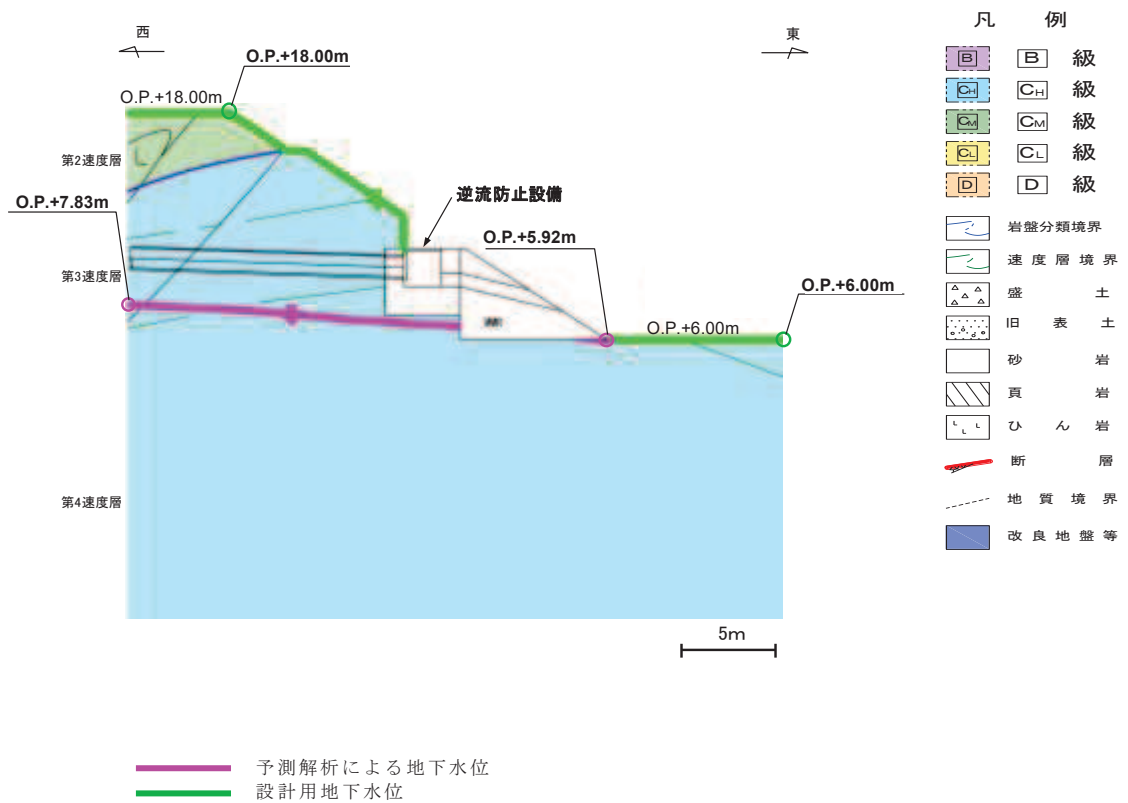 西
東
O.P.+18.00m
O.P.+18.00m
第2速度層
O.P.+7.83m
逆流防止設備
O.P.+5.92m
第3速度層
O.P.+6.00m
O.P.+6.00m
第4速度層
5m
凡 例
B B 級
CH CH 級
CM CM 級
CL CL 級
D D 級
岩盤分類境界
速度層境界
盛 土
旧 表 土
砂 岩
頁 岩
ひ ん 岩
断 層
地 質 境 界
改 良 地 盤 等
予測解析による地下水位
設計用地下水位